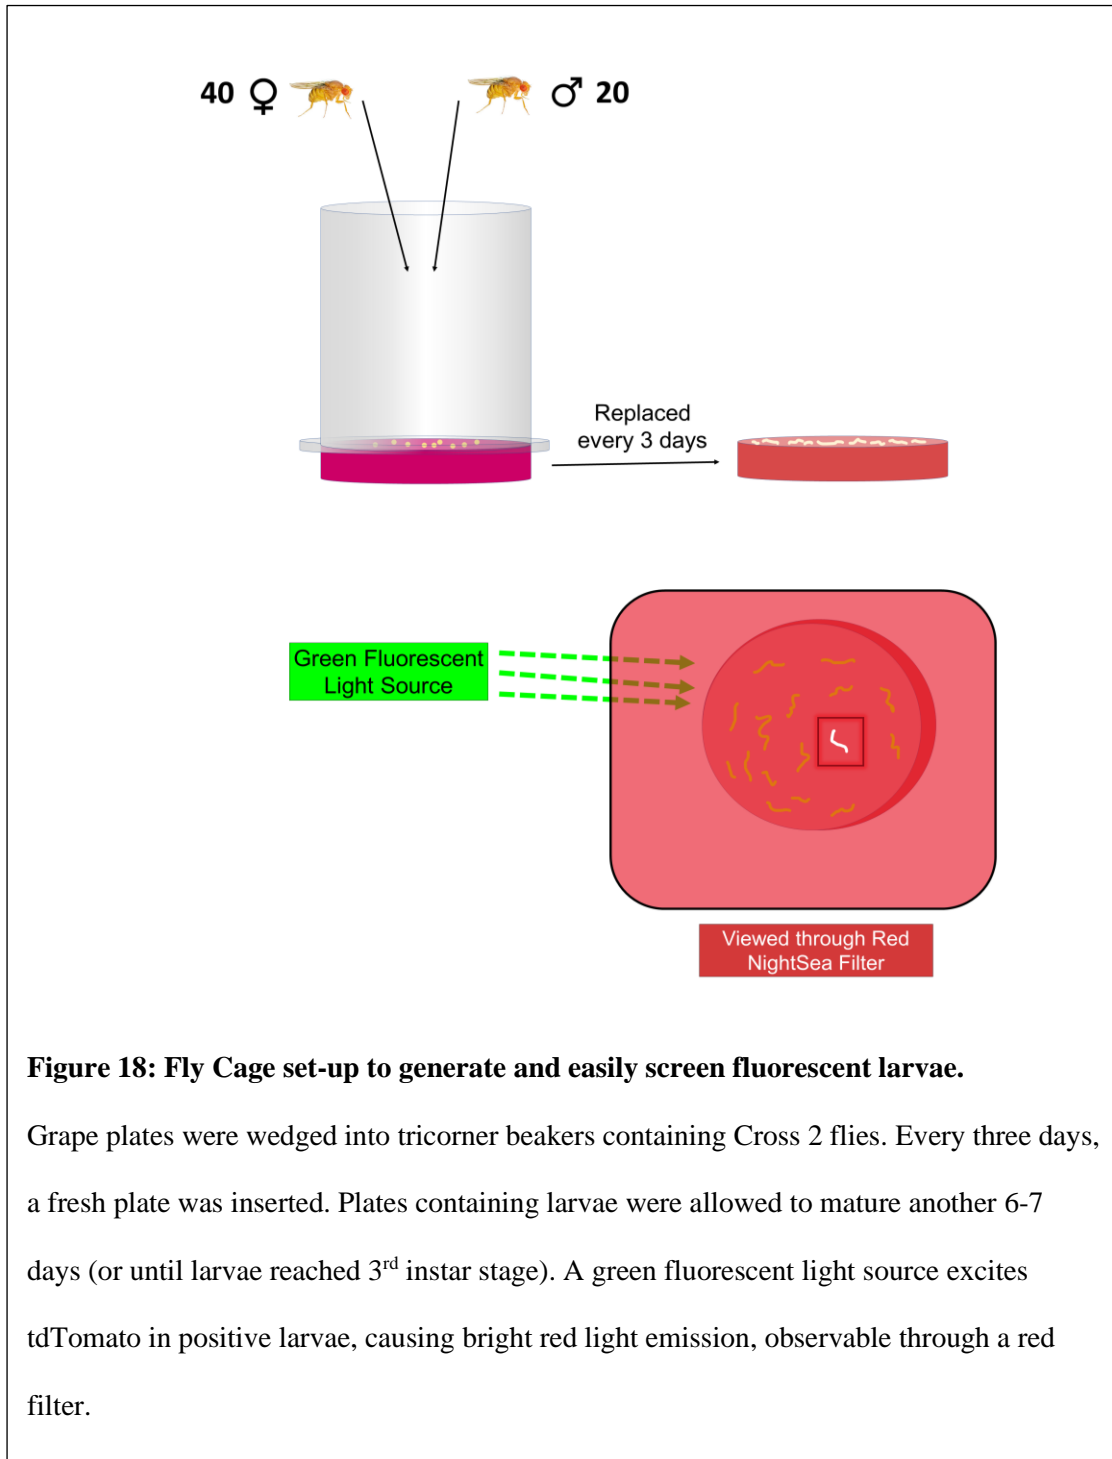 40 ♀ ♂ 20
Replaced
every 3 days
Green Fluorescent
Light Source
Viewed through Red
NightSea Filter
Figure 18: Fly Cage set-up to generate and easily screen fluorescent larvae.
Grape plates were wedged into tricorner beakers containing Cross 2 flies. Every three days,
a fresh plate was inserted. Plates containing larvae were allowed to mature another 6-7
days (or until larvae reached 3rd instar stage). A green fluorescent light source excites
tdTomato in positive larvae, causing bright red light emission, observable through a red
filter.